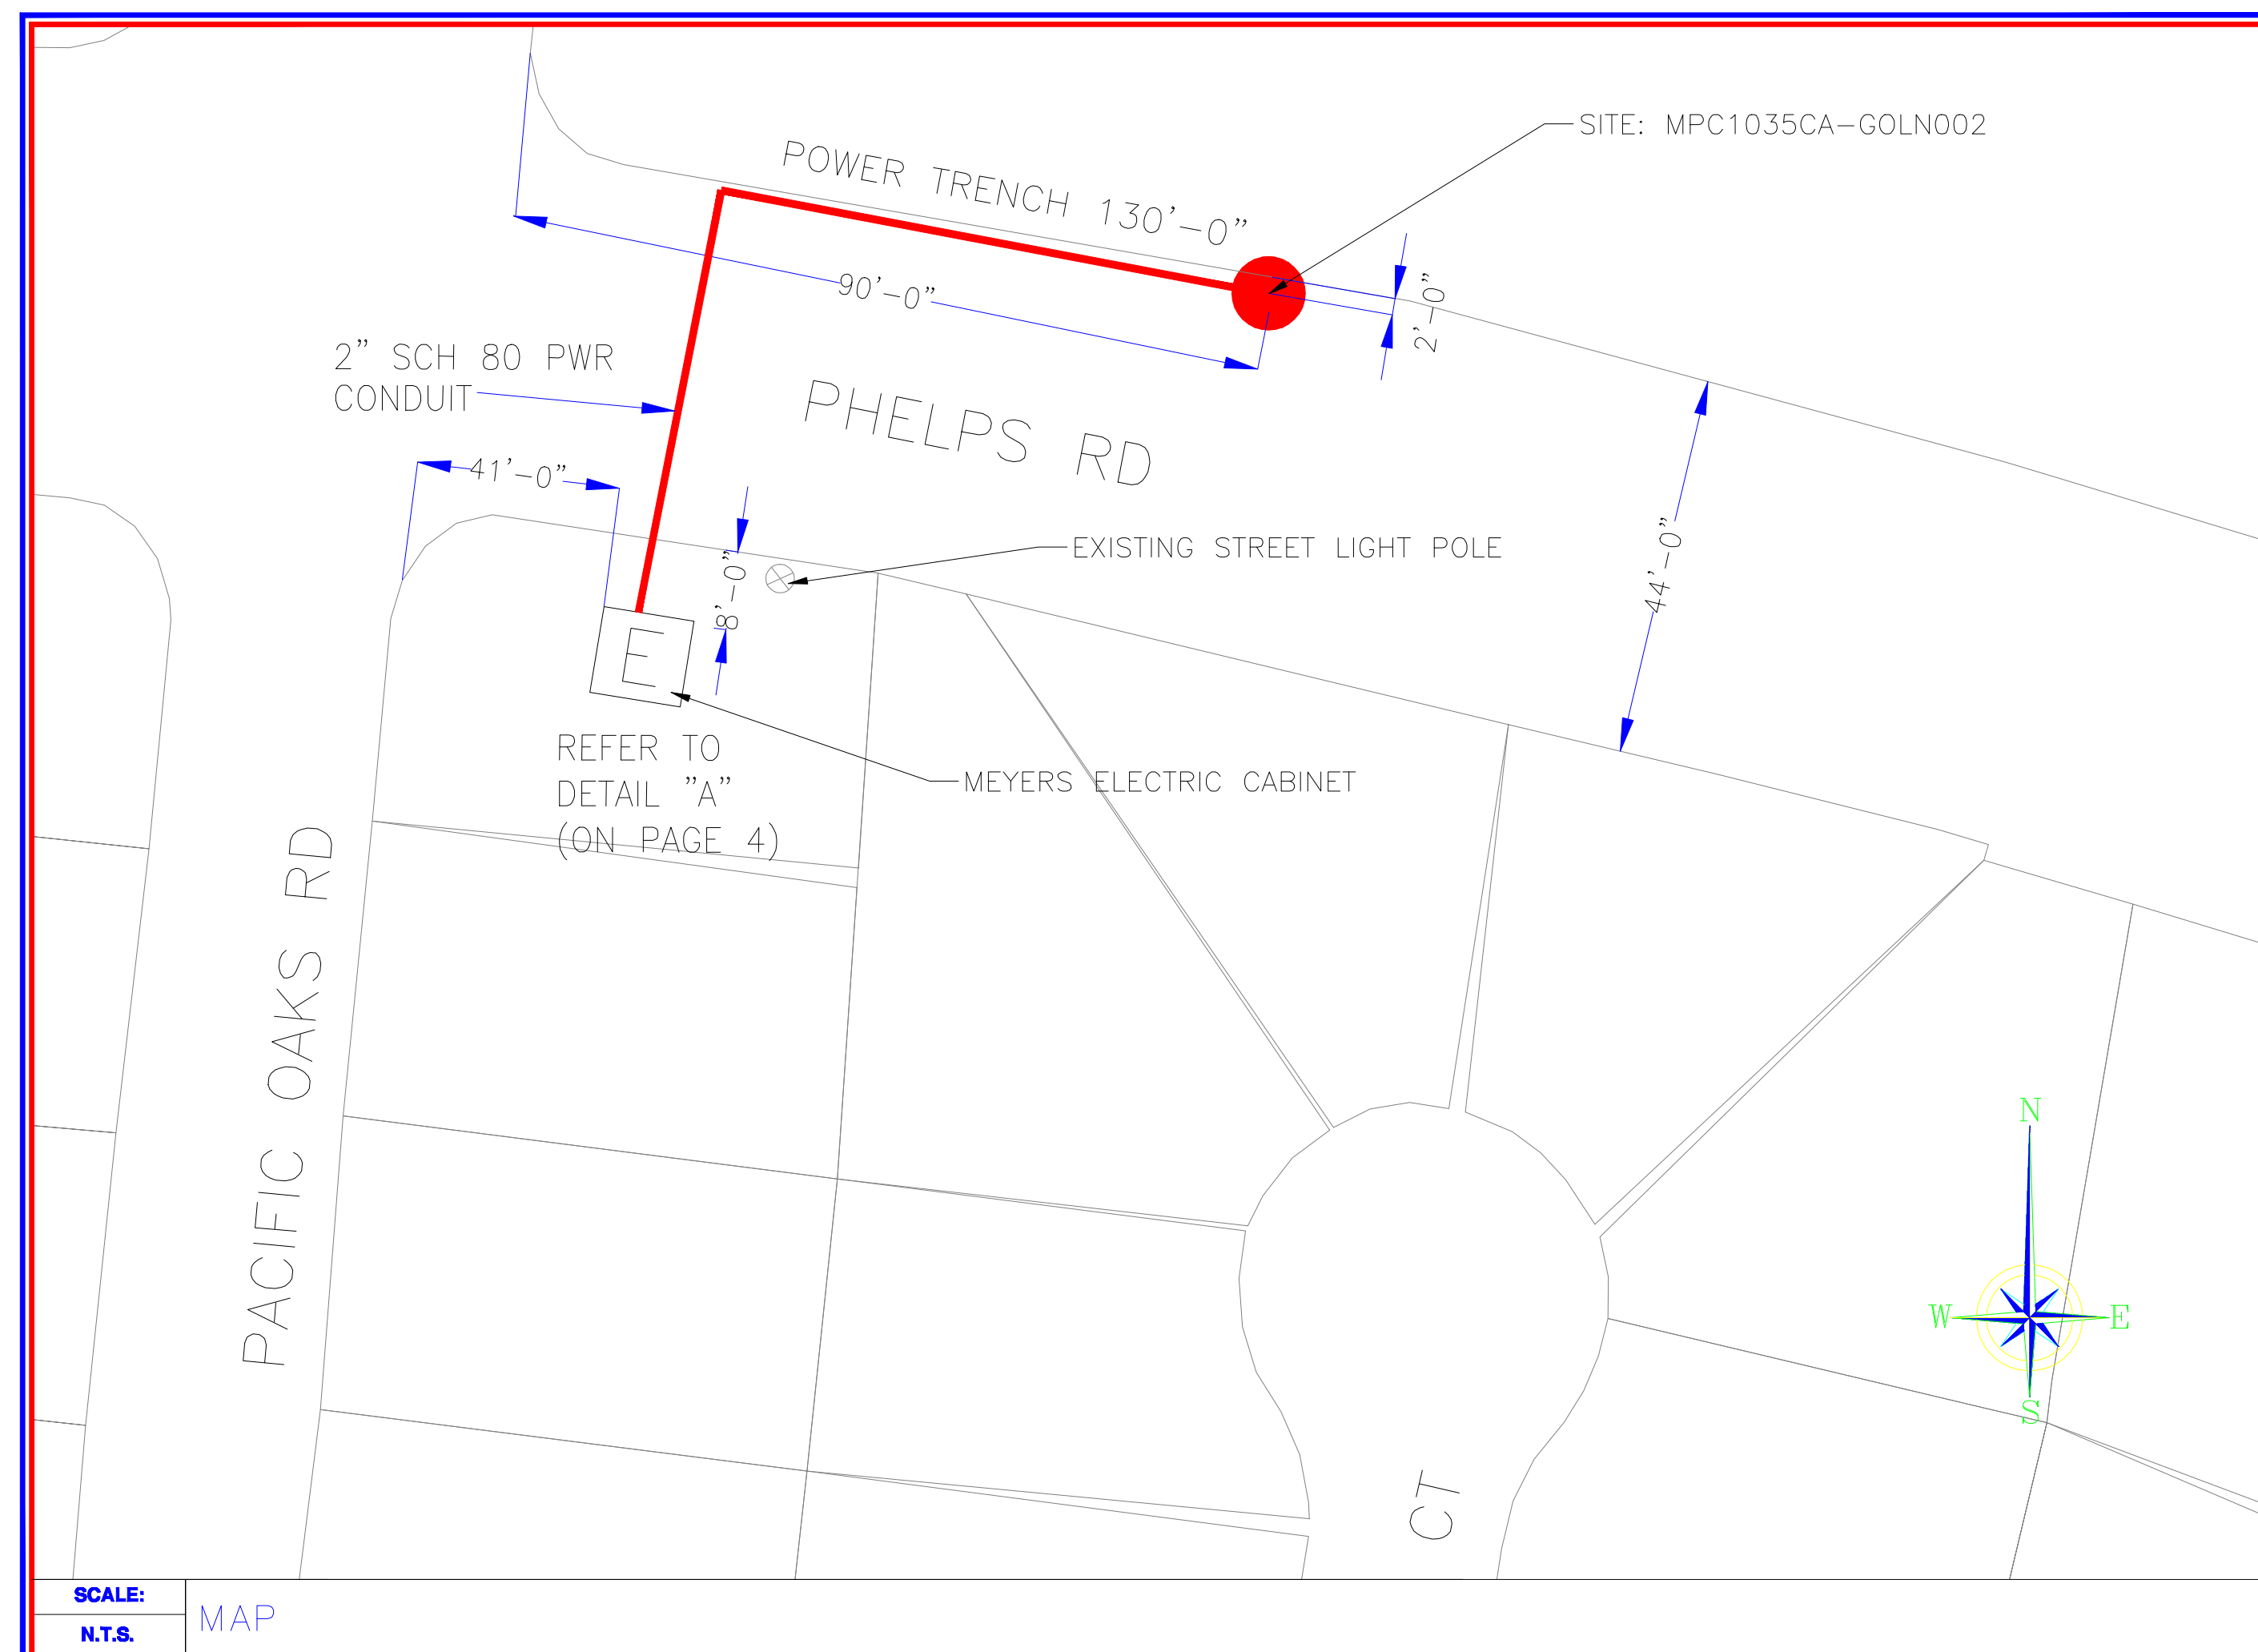 SITE: MPC1035CA-GOLN002
POWER TRENCH 130'-0"
90'-0"
2'-0"
2" SCH 80 PWR
CONDUIT
PHELPS RD
41'-0"
EXISTING STREET LIGHT POLE
8'-0"
44'-0"
E
REFER TO
DETAIL "A"
(ON PAGE 4)
MEYERS ELECTRIC CABINET
PACIFIC OAKS RD
N
W
E
S
CT
SCALE:
N.T.S.
MAP